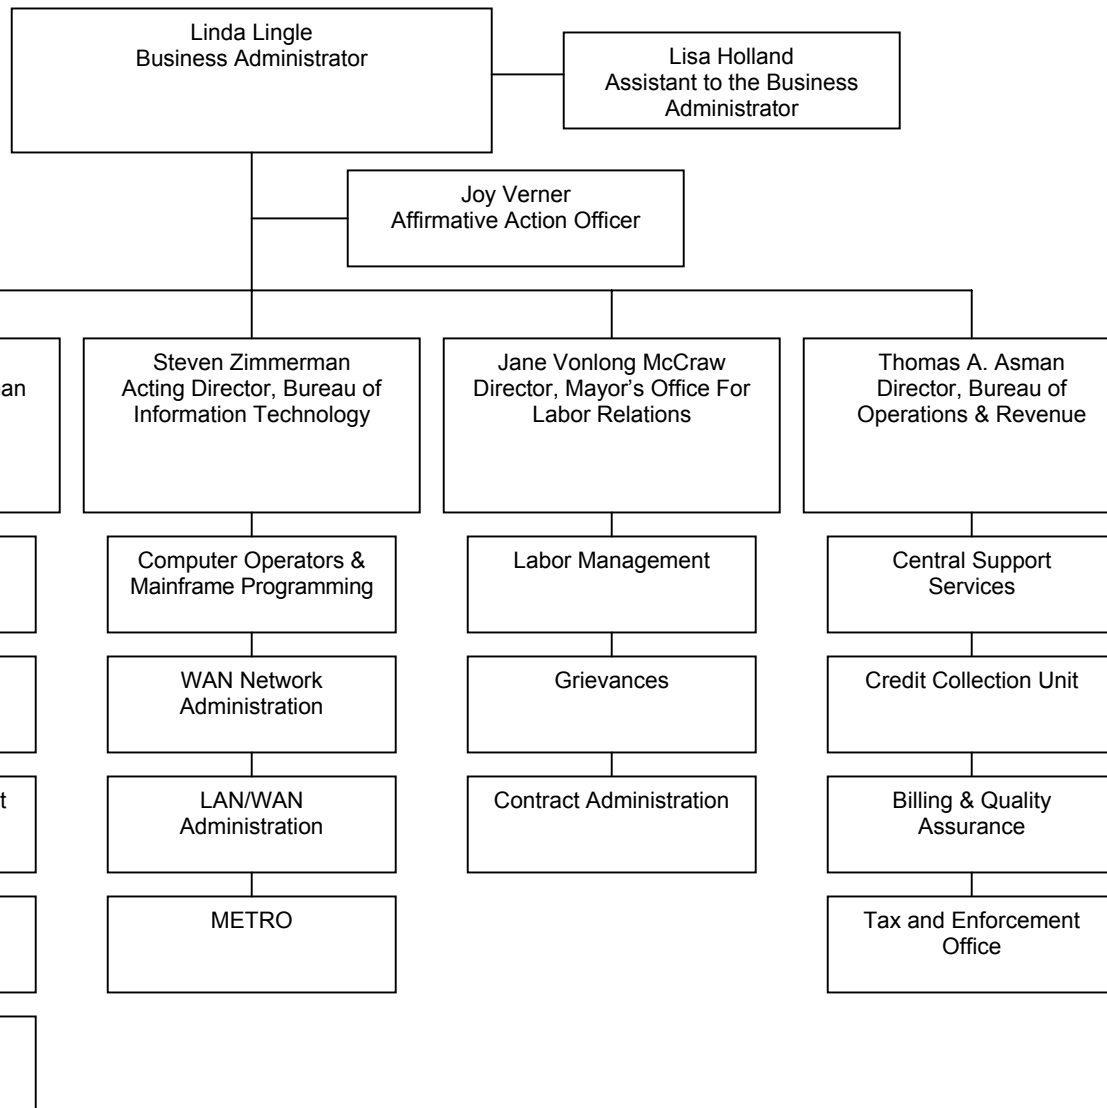 Linda Lingle
Business Administrator
Lisa Holland
Assistant to the Business
Administrator
Joy Verner
Affirmative Action Officer
Steven Zimmerman
Acting Director, Bureau of
Information Technology
Jane Vonlong McCraw
Director, Mayor’s Office For
Labor Relations
Thomas A. Asman
Director, Bureau of
Operations & Revenue
Computer Operators &
Mainframe Programming
Labor Management
Central Support
Services
WAN Network
Administration
Grievances
Credit Collection Unit
LAN/WAN
Administration
Contract Administration
Billing & Quality
Assurance
METRO
Tax and Enforcement
Office